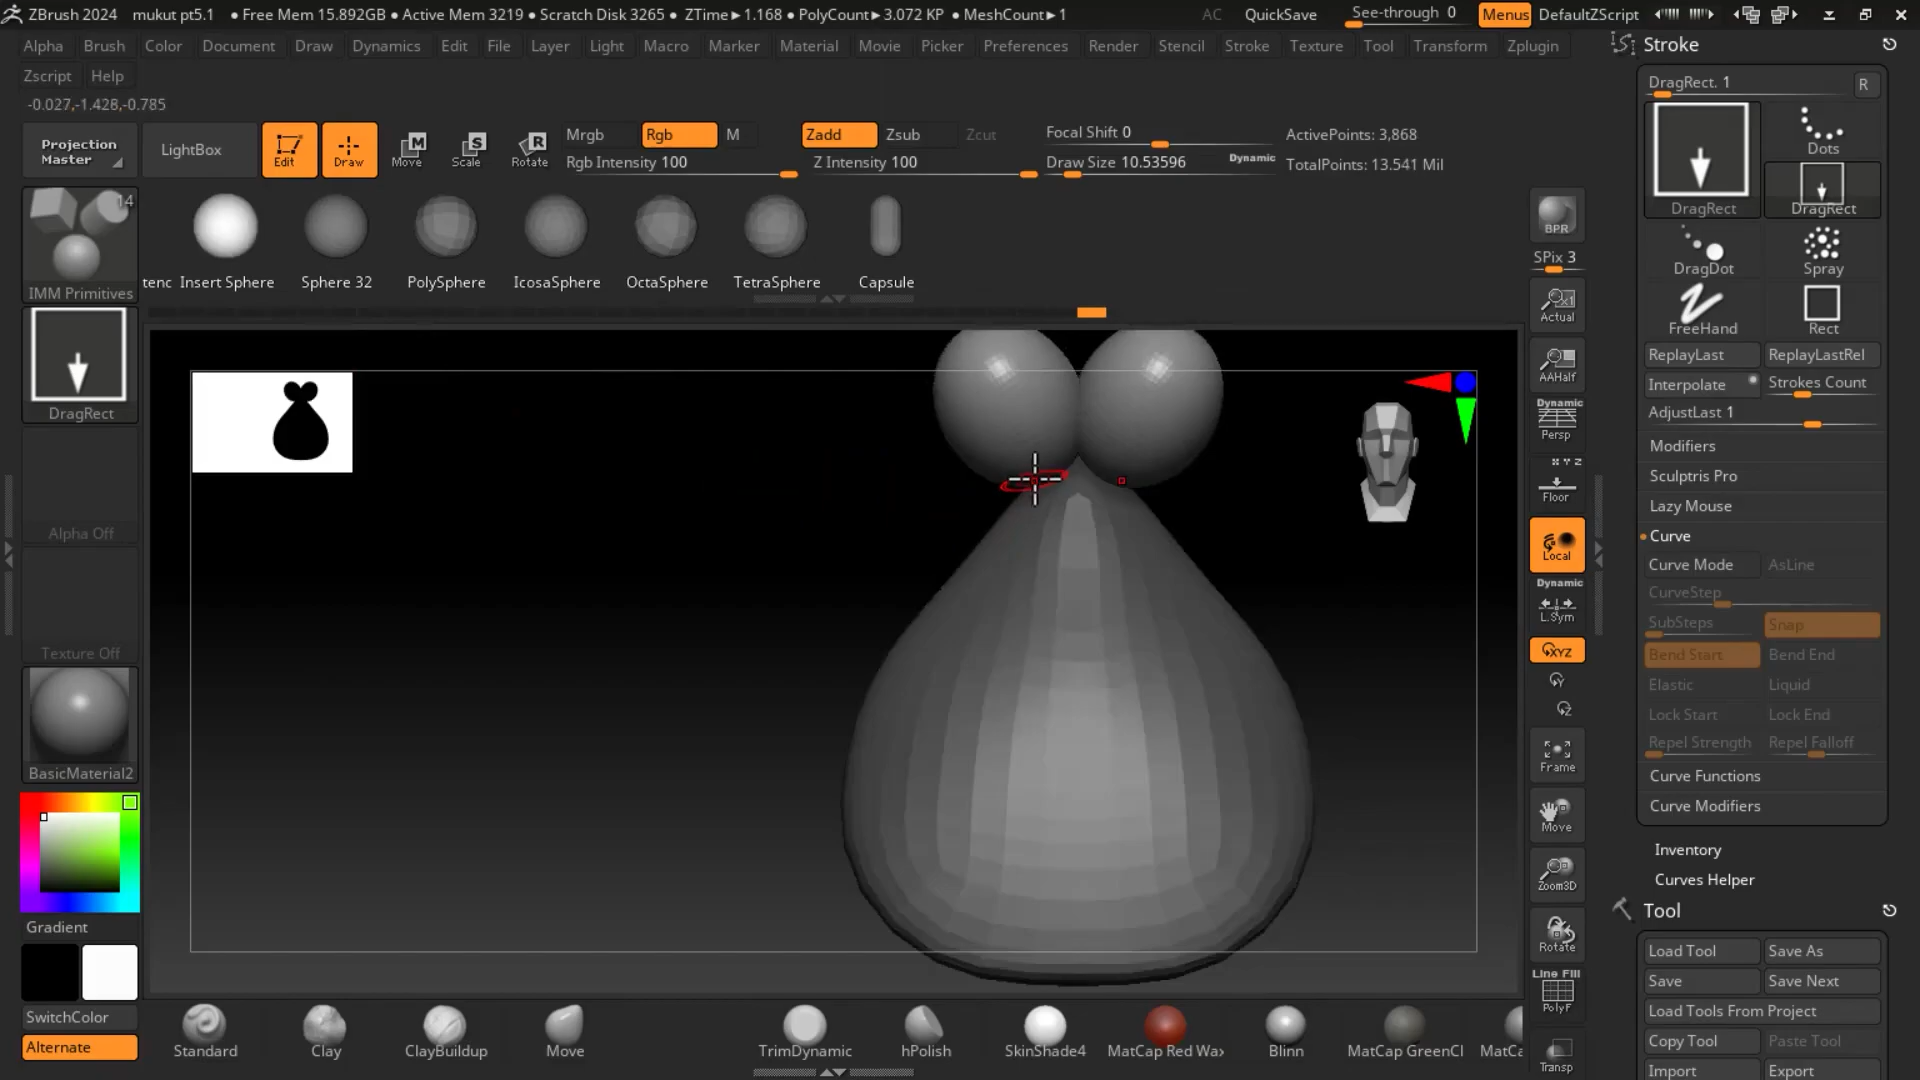 ZBrush 2024 mukut pt5.1 ● Free Mem 15.892GB ● Active Mem 3219 ● Scratch Disk 3265 ● ZTime►1.168 ● PolyCount►3.072 KP ● MeshCount►1 AC QuickSave See-through 0 Menus DefaultZScript
Alpha Brush Color Document Draw Dynamics Edit File Layer Light Macro Marker Material Movie Picker Preferences Render Stencil Stroke Texture Tool Transform Zplugin
Zscript Help
-0.027,-1.428,-0.785
Projection Master
LightBox
Edit
Draw
Move
Scale
Rotate
Mrgb Rgb M
Rgb Intensity 100
Zadd Zsub Zcut
Z Intensity 100
Focal Shift 0
Draw Size 10.53596 Dynamic
ActivePoints: 3,868
TotalPoints: 13.541 Mil
14
IMM Primitives
tenc Insert Sphere Sphere 32 PolySphere IcosaSphere OctaSphere TetraSphere Capsule
DragRect
Alpha Off
Texture Off
BasicMaterial2
Gradient
SwitchColor
Alternate
Standard Clay ClayBuildup Move TrimDynamic hPolish SkinShade4 MatCap Red Wax Blinn MatCap GreenCl MatCa
BPR
SPix 3
Actual
AAHalf
Dynamic
Persp
X Y Z
Floor
Local
Dynamic
L.Sym
XYZ
Y
Z
Frame
Move
Zoom3D
Rotate
Line Fill
PolyF
Transp
Stroke
DragRect. 1 R
DragRect
Dots
DragRect
DragDot Spray
FreeHand Rect
ReplayLast ReplayLastRel
Interpolate Strokes Count
AdjustLast 1
Modifiers
Sculptris Pro
Lazy Mouse
Curve
Curve Mode AsLine
CurveStep
SubSteps Snap
Bend Start Bend End
Elastic Liquid
Lock Start Lock End
Repel Strength Repel Falloff
Curve Functions
Curve Modifiers
Inventory
Curves Helper
Tool
Load Tool Save As
Save Save Next
Load Tools From Project
Copy Tool Paste Tool
Import Export